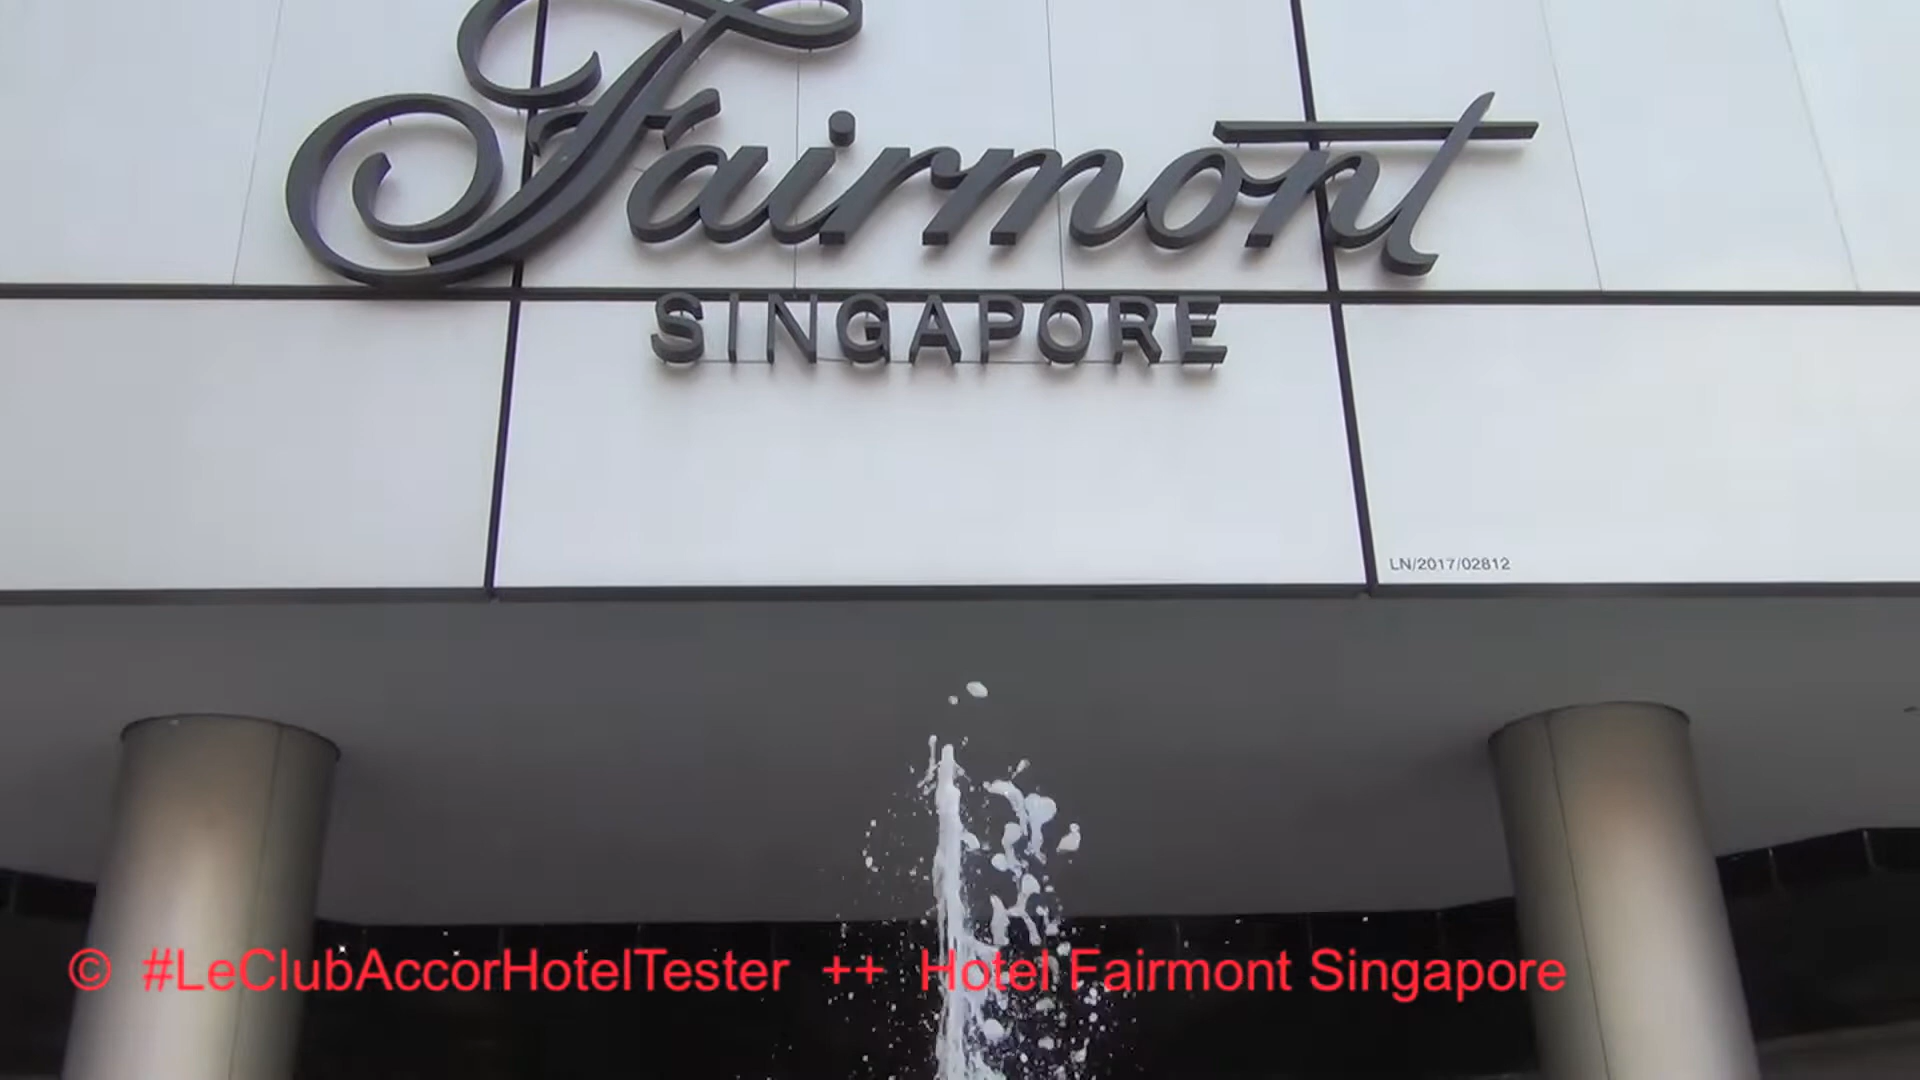 Fairmont
SINGAPORE
LN/2017/02812
© #LeClubAccorHotelTester ++ Hotel Fairmont Singapore